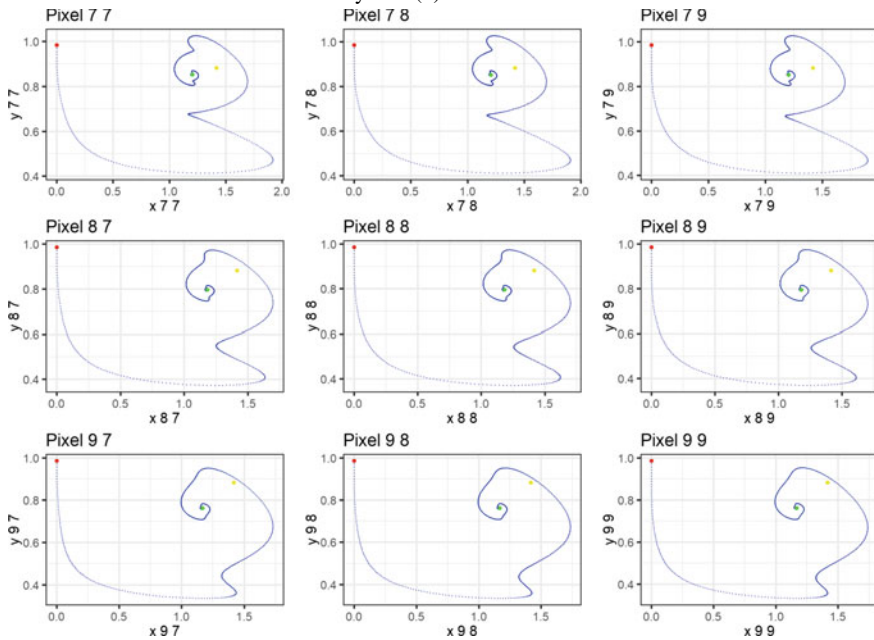 Pixel 7 7
Pixel 7 8
Pixel 7 9
y 7 7
1.0
0.8
0.6
0.4
0.0 0.5 1.0 1.5 2.0
x 7 7
y 7 8
1.0
0.8
0.6
0.4
0.0 0.5 1.0 1.5 2.0
x 7 8
y 7 9
1.0
0.8
0.6
0.4
0.0 0.5 1.0 1.5
x 7 9
Pixel 8 7
Pixel 8 8
Pixel 8 9
y 8 7
1.0
0.8
0.6
0.4
0.0 0.5 1.0 1.5
x 8 7
y 8 8
1.0
0.8
0.6
0.4
0.0 0.5 1.0 1.5
x 8 8
y 8 9
1.0
0.8
0.6
0.4
0.0 0.5 1.0 1.5
x 8 9
Pixel 9 7
Pixel 9 8
Pixel 9 9
y 9 7
1.0
0.8
0.6
0.4
0.0 0.5 1.0 1.5
x 9 7
y 9 8
1.0
0.8
0.6
0.4
0.0 0.5 1.0 1.5
x 9 8
y 9 9
1.0
0.8
0.6
0.4
0.0 0.5 1.0 1.5
x 9 9